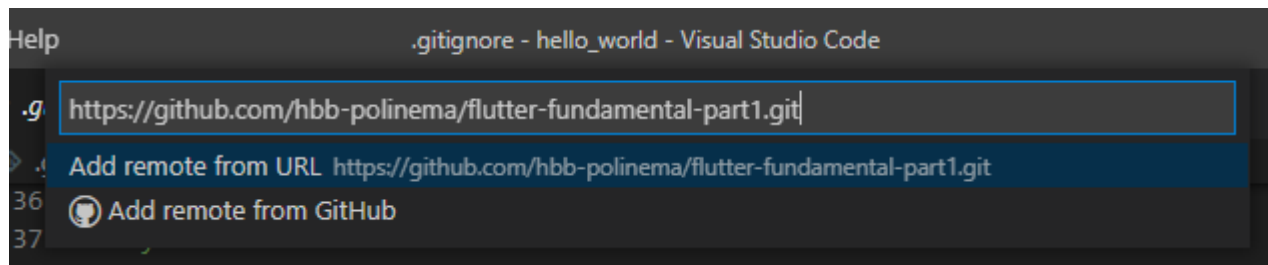 Help .gitignore - hello_world - Visual Studio Code
.g https://github.com/hbb-polinema/flutter-fundamental-part1.git
Add remote from URL https://github.com/hbb-polinema/flutter-fundamental-part1.git
36 Add remote from GitHub
37